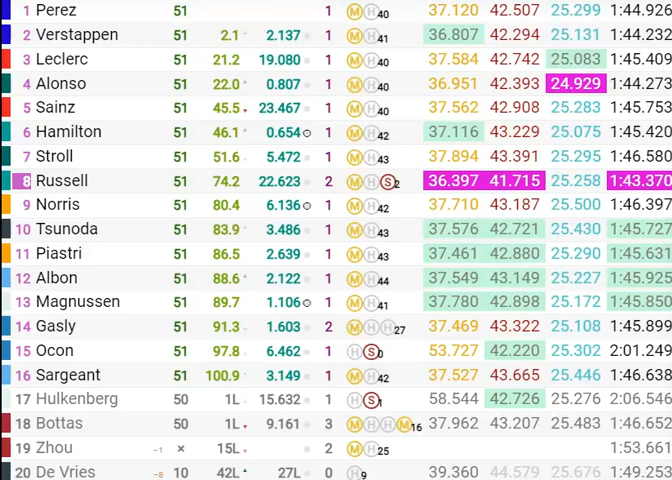 1 Perez 51 1 M H 40 37.120 42.507 25.299 1:44.926
2 Verstappen 51 2.1 2.137 1 M H 41 36.807 42.294 25.131 1:44.232
3 Leclerc 51 21.2 19.080 1 M H 40 37.584 42.742 25.083 1:45.409
4 Alonso 51 22.0 0.807 1 M H 40 36.951 42.393 24.929 1:44.273
5 Sainz 51 45.5 23.467 1 M H 40 37.562 42.908 25.283 1:45.753
6 Hamilton 51 46.1 0.654 1 M H 42 37.116 43.229 25.075 1:45.420
7 Stroll 51 51.6 5.472 1 M H 43 37.894 43.391 25.295 1:46.580
8 Russell 51 74.2 22.623 2 M H S 2 36.397 41.715 25.258 1:43.370
9 Norris 51 80.4 6.136 1 M H 42 37.710 43.187 25.500 1:46.397
10 Tsunoda 51 83.9 3.486 1 M H 43 37.576 42.721 25.430 1:45.727
11 Piastri 51 86.5 2.639 1 M H 43 37.461 42.880 25.290 1:45.631
12 Albon 51 88.6 2.122 1 M H 44 37.549 43.149 25.227 1:45.925
13 Magnussen 51 89.7 1.106 1 M H 41 37.780 42.898 25.172 1:45.850
14 Gasly 51 91.3 1.603 2 M H H 27 37.469 43.322 25.108 1:45.899
15 Ocon 51 97.8 6.462 1 H S 0 53.727 42.220 25.302 2:01.249
16 Sargeant 51 100.9 3.149 1 M H 42 37.527 43.665 25.446 1:46.638
17 Hulkenberg 50 1L 15.632 1 H S 1 58.544 42.726 25.276 2:06.546
18 Bottas 50 1L 9.161 3 M H H M 16 37.962 43.207 25.483 1:46.652
19 Zhou -1 × 15L 2 M H 25 1:53.661
20 De Vries -8 10 42L 27L 0 H 9 39.360 44.579 25.676 1:49.253